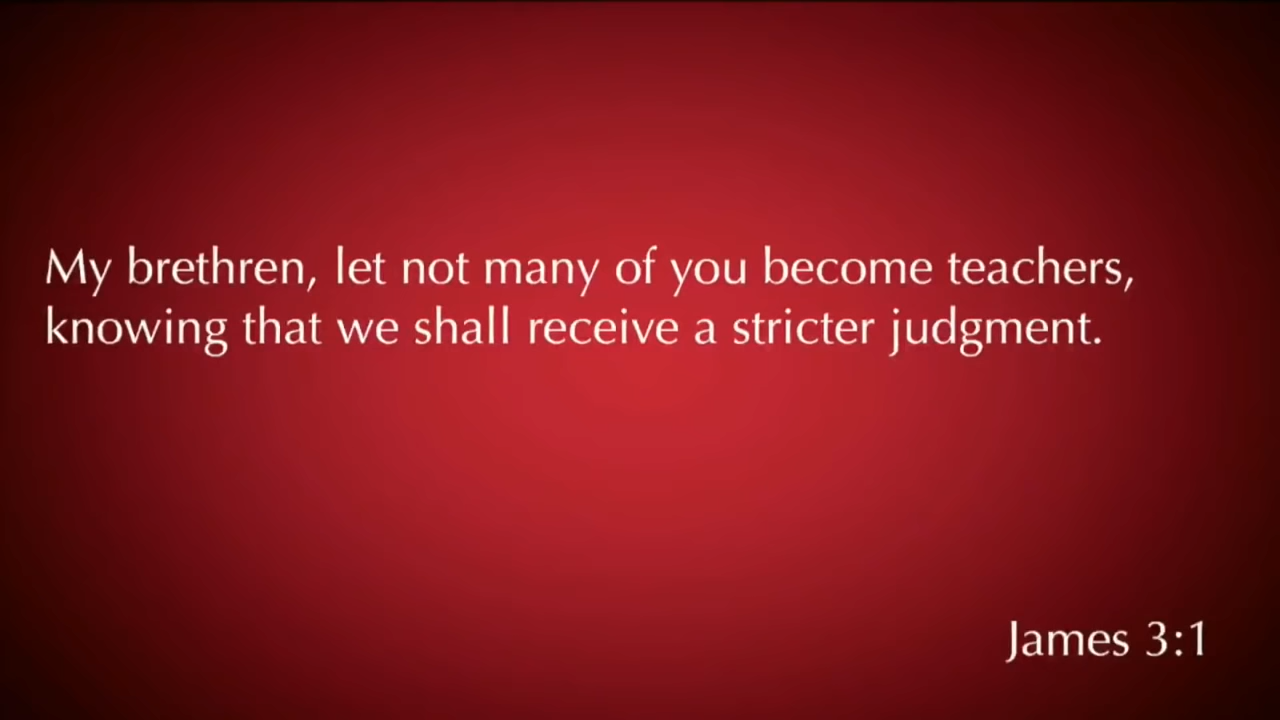 My brethren, let not many of you become teachers,
knowing that we shall receive a stricter judgment.
James 3:1